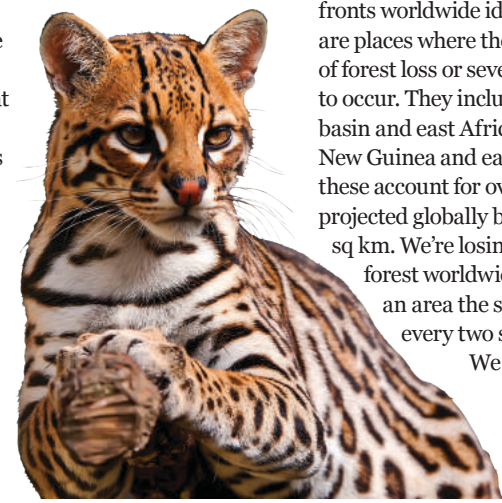 e
t
s
fronts worldwide id
are places where th
of forest loss or seve
to occur. They inclu
basin and east Afric
New Guinea and ea
these account for ov
projected globally b
sq km. We're losin
forest worldwi
an area the s
every two s
We